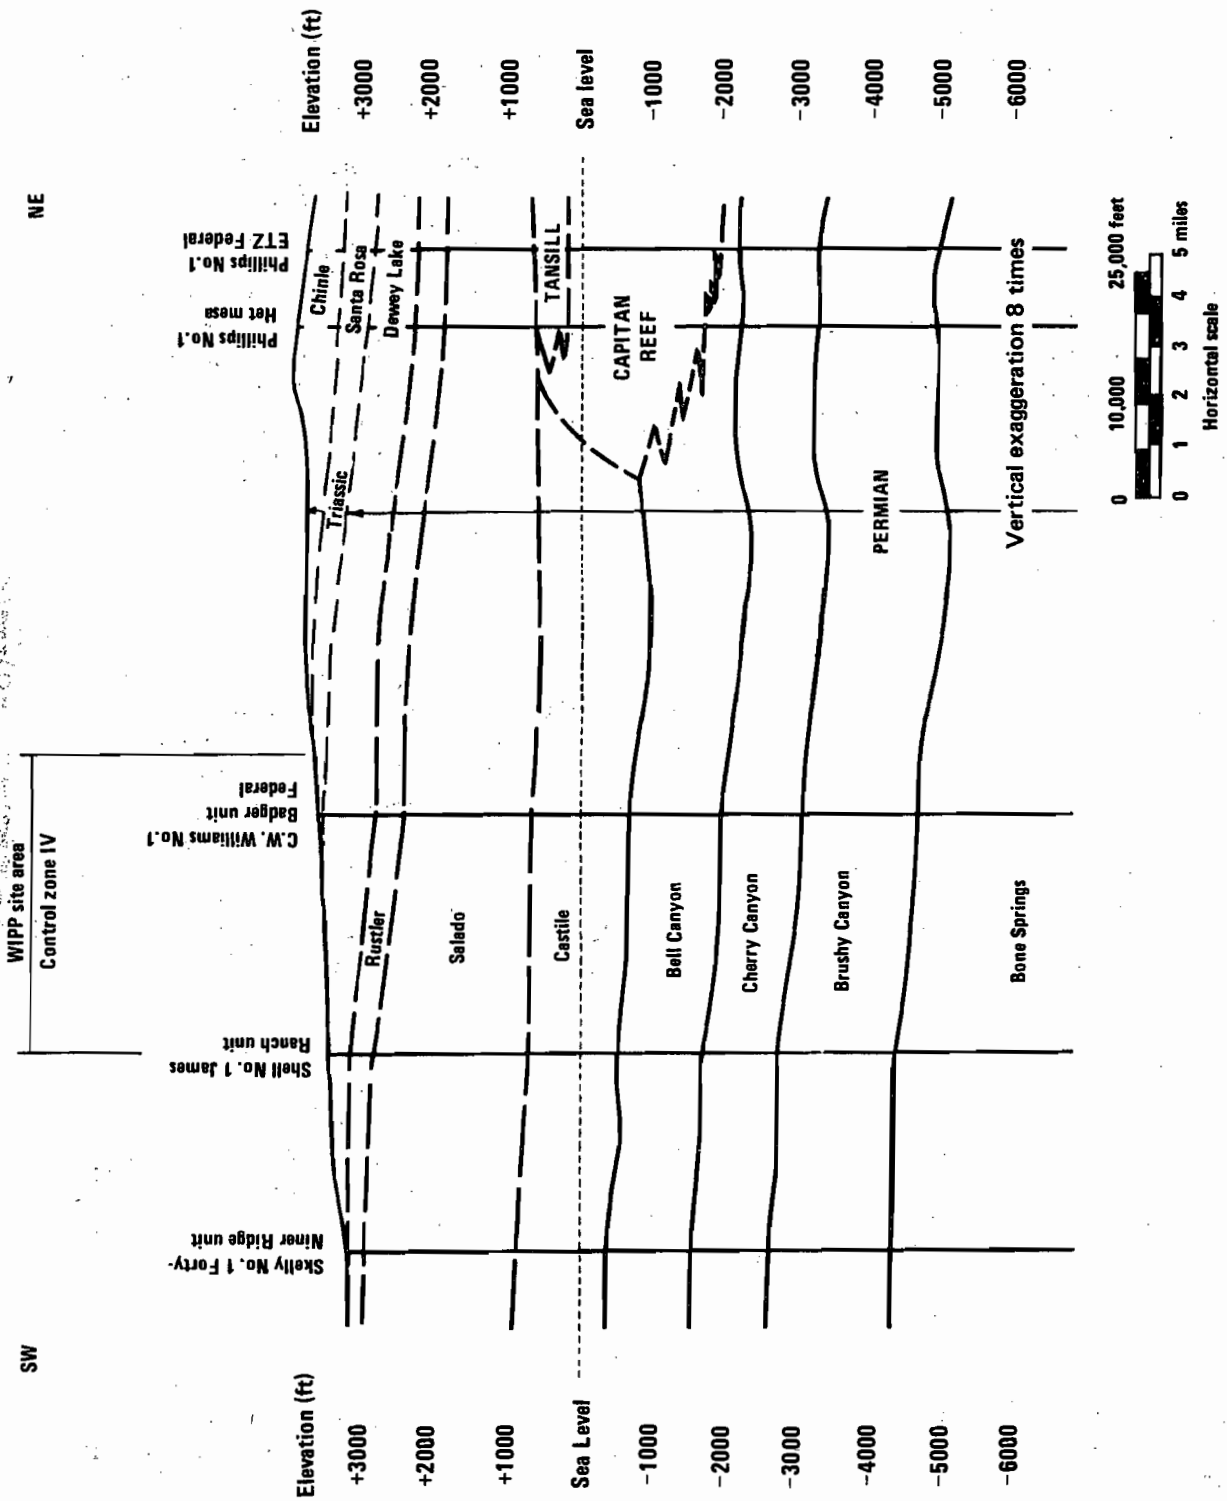 SW
NE
WIPP site area
Control zone IV
Elevation (ft)
+3000
+2000
+1000
Sea Level
-1000
-2000
-3000
-4000
-5000
-6000
Skelly No. 1 Forty-
Niner Ridge unit
Shell No. 1 James
Ranch unit
C.W. Williams No.1
Badger unit
Federal
Phillips No.1
Het mesa
Phillips No.1
ETZ Federal
Elevation (ft)
+3000
+2000
+1000
Sea level
-1000
-2000
-3000
-4000
-5000
-6000
Chinle
Santa Rosa
Dewey Lake
Triassic
Rustler
Salado
Castile
TANSILL
CAPITAN
REEF
Bell Canyon
Cherry Canyon
Brushy Canyon
PERMIAN
Bone Springs
Vertical exaggeration 8 times
0 10,000 25,000 feet
0 1 2 3 4 5 miles
Horizontal scale